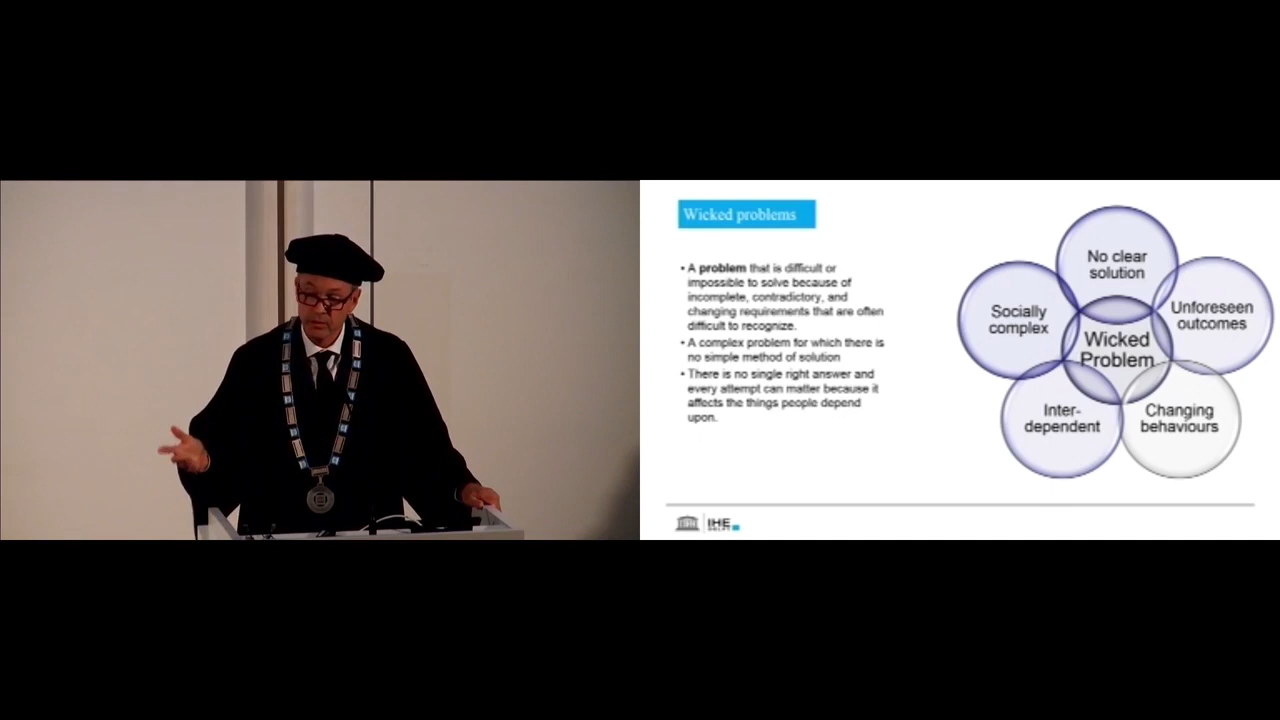 Wicked problems
• A problem that is difficult or
impossible to solve because of
incomplete, contradictory, and
changing requirements that are often
difficult to recognize.
• A complex problem for which there is
no simple method of solution
• There is no single right answer and
every attempt can matter because it
affects the things people depend
upon.
No clear
solution
Socially
complex
Unforeseen
outcomes
Wicked
Problem
Inter-
dependent
Changing
behaviours
IHE
DELFT